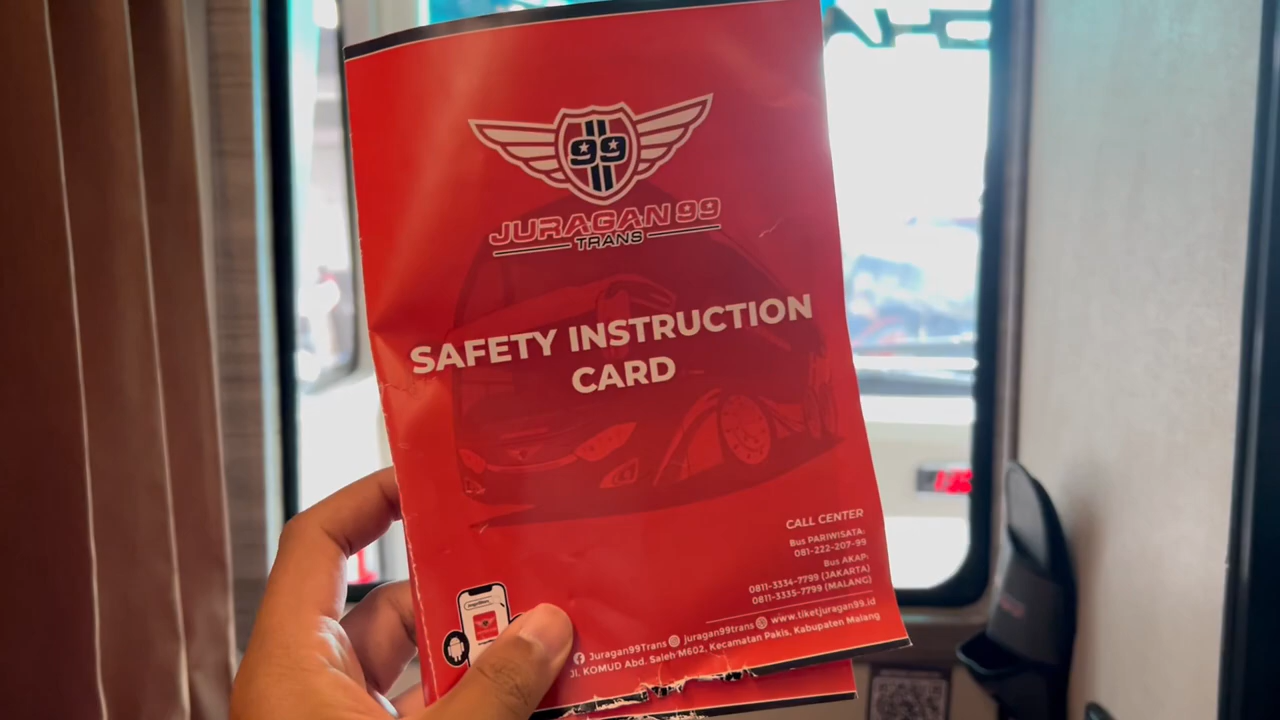 99
JURAGAN 99
TRANS
SAFETY INSTRUCTION
CARD
CALL CENTER
Bus PARIWISATA:
081-222-207-99
Bus AKAP:
0811-3334-7799 (JAKARTA)
0811-3335-7799 (MALANG)
Juragan99Trans juragan99trans www.tiketjuragan99.id
Jl. KOMUD Abd. Saleh M602, Kecamatan Pakis, Kabupaten Malang